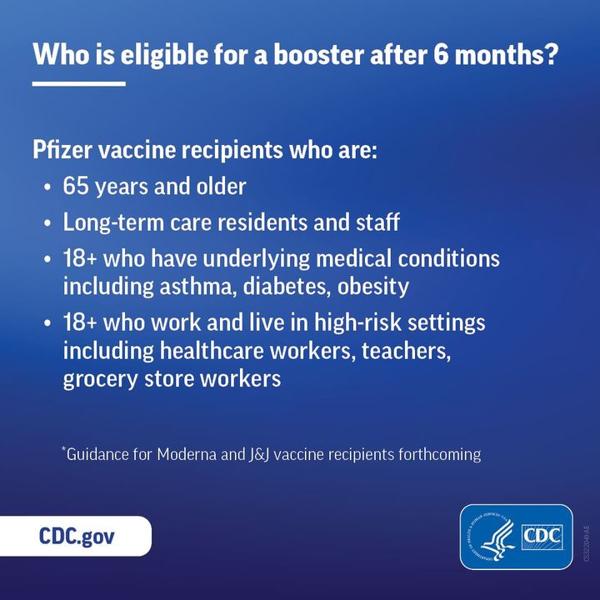 Who is eligible for a booster after 6 months?
Pfizer vaccine recipients who are:
• 65 years and older
• Long-term care residents and staff
• 18+ who have underlying medical conditions
including asthma, diabetes, obesity
• 18+ who work and live in high-risk settings
including healthcare workers, teachers,
grocery store workers
*Guidance for Moderna and J&J vaccine recipients forthcoming
CDC.gov
CDC